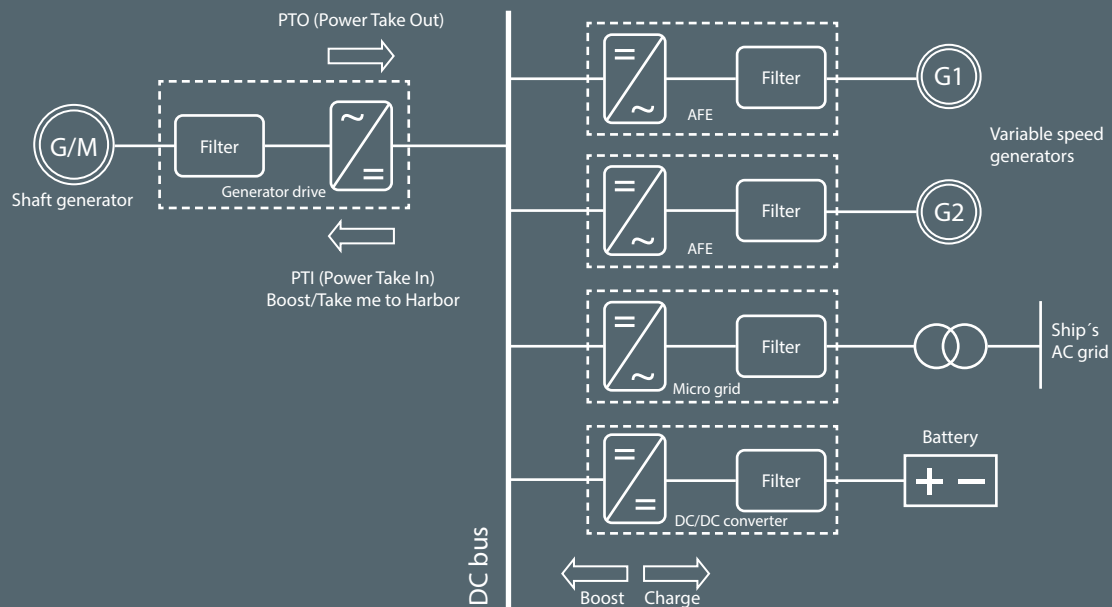 PTO (Power Take Out)
G/M
Shaft generator
Filter
~
=
Generator drive
PTI (Power Take In)
Boost/Take me to Harbor
DC bus
=
~
Filter
AFE
G1
Variable speed
generators
=
~
Filter
AFE
G2
=
~
Filter
Micro grid
Ship´s
AC grid
=
=
Filter
DC/DC converter
Battery
+ −
Boost
Charge